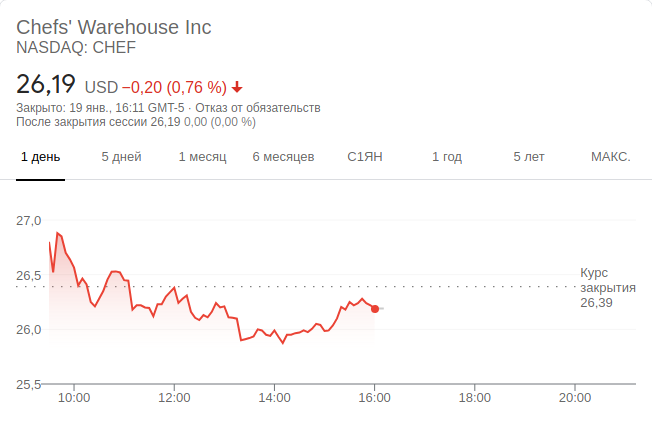 Chefs' Warehouse Inc
NASDAQ: CHEF
26,19 USD −0,20 (0,76 %)
Закрыто: 19 янв., 16:11 GMT-5 · Отказ от обязательств
После закрытия сессии 26,19 0,00 (0,00 %)
1 день 5 дней 1 месяц 6 месяцев С1ЯН 1 год 5 лет МАКС.
27,0
26,5
Курс
закрытия
26,39
26,0
25,5
10:00 12:00 14:00 16:00 18:00 20:00